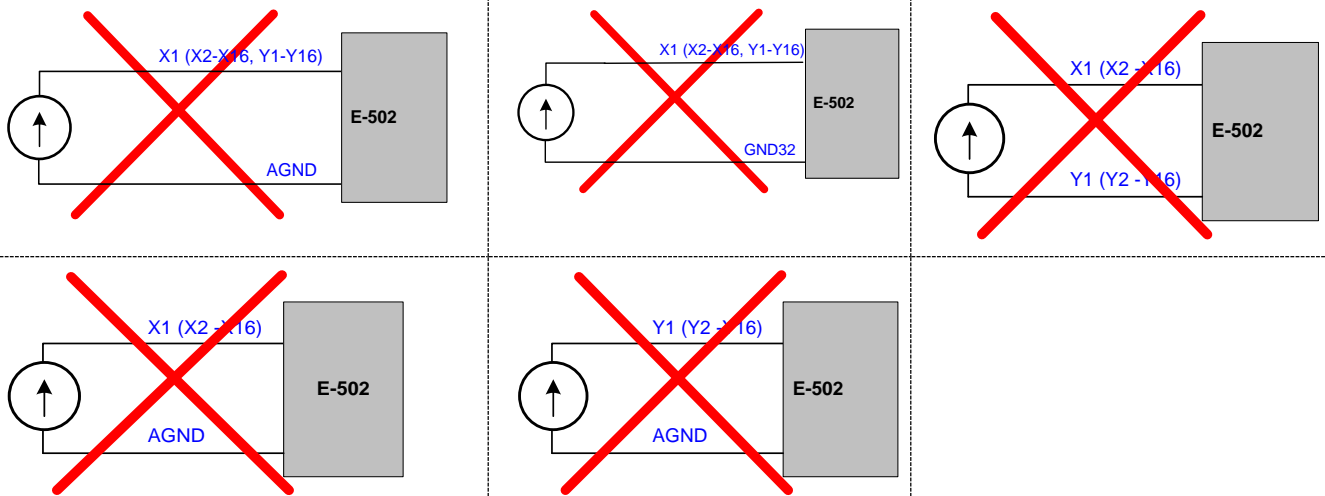 X1 (X2-X16, Y1-Y16)
E-502
AGND
X1 (X2-X16, Y1-Y16)
E-502
GND32
X1 (X2 -X16)
E-502
Y1 (Y2 -Y16)
X1 (X2 -X16)
E-502
AGND
Y1 (Y2 -Y16)
E-502
AGND